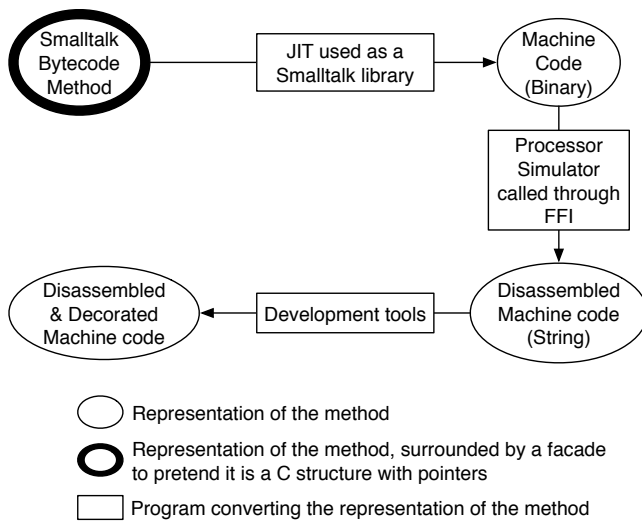 Smalltalk
Bytecode
Method
JIT used as a
Smalltalk library
Machine
Code
(Binary)
Processor
Simulator
called through
FFI
Disassembled
& Decorated
Machine code
Development tools
Disassembled
Machine code
(String)
Representation of the method
Representation of the method, surrounded by a facade
to pretend it is a C structure with pointers
Program converting the representation of the method